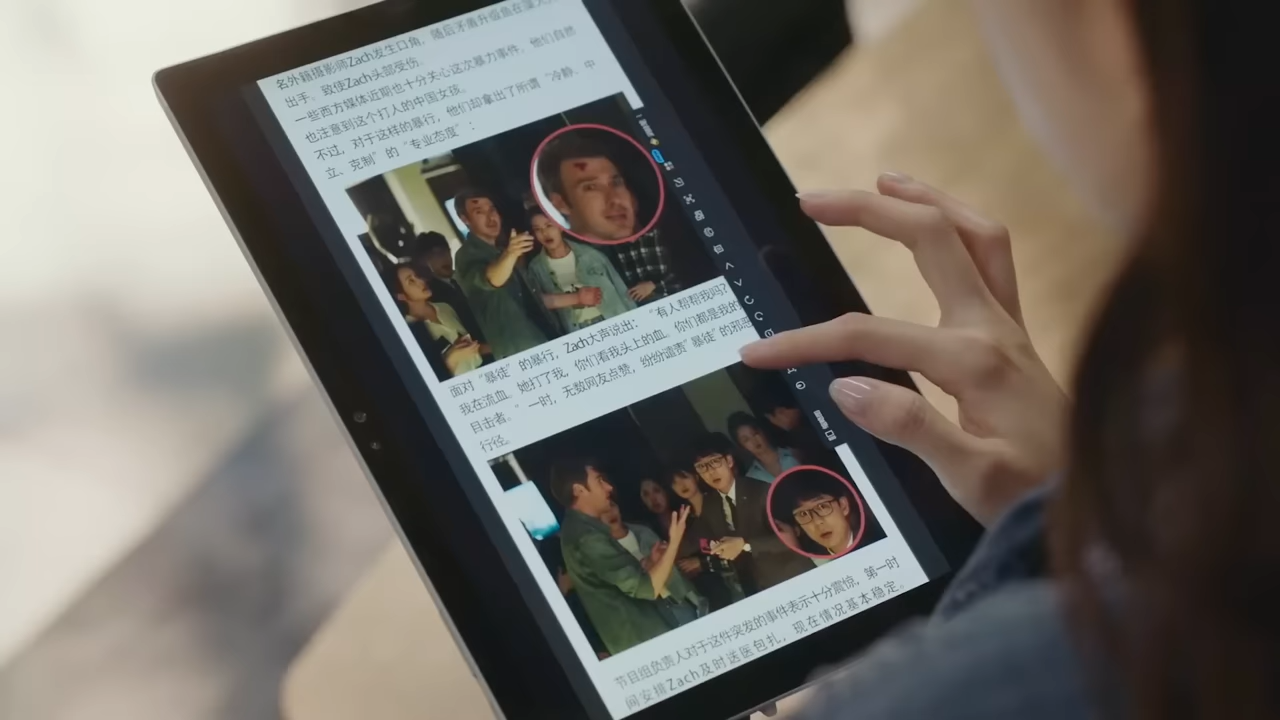 名外籍摄影师Zach发生口角，随后矛盾升级
出手，致使Zach头部受伤。
一些西方媒体近期也十分关心这次暴力事件，他们自然
也注意到这个打人的中国女孩。
不过，对于这样的暴行，他们却拿出了所谓“冷静、中
立、克制”的“专业态度”：
面对“暴徒”的暴行，Zach大声说出：“有人帮帮我吗？
我在流血，她打了我，你们看我头上的血，你们都是我的
目击者。”一时，无数网友点赞，纷纷谴责“暴徒”的邪恶
行径。
节目组负责人对于这件突发的事件表示十分震惊，第一时
间安排Zach及时送医包扎，现在情况基本稳定。